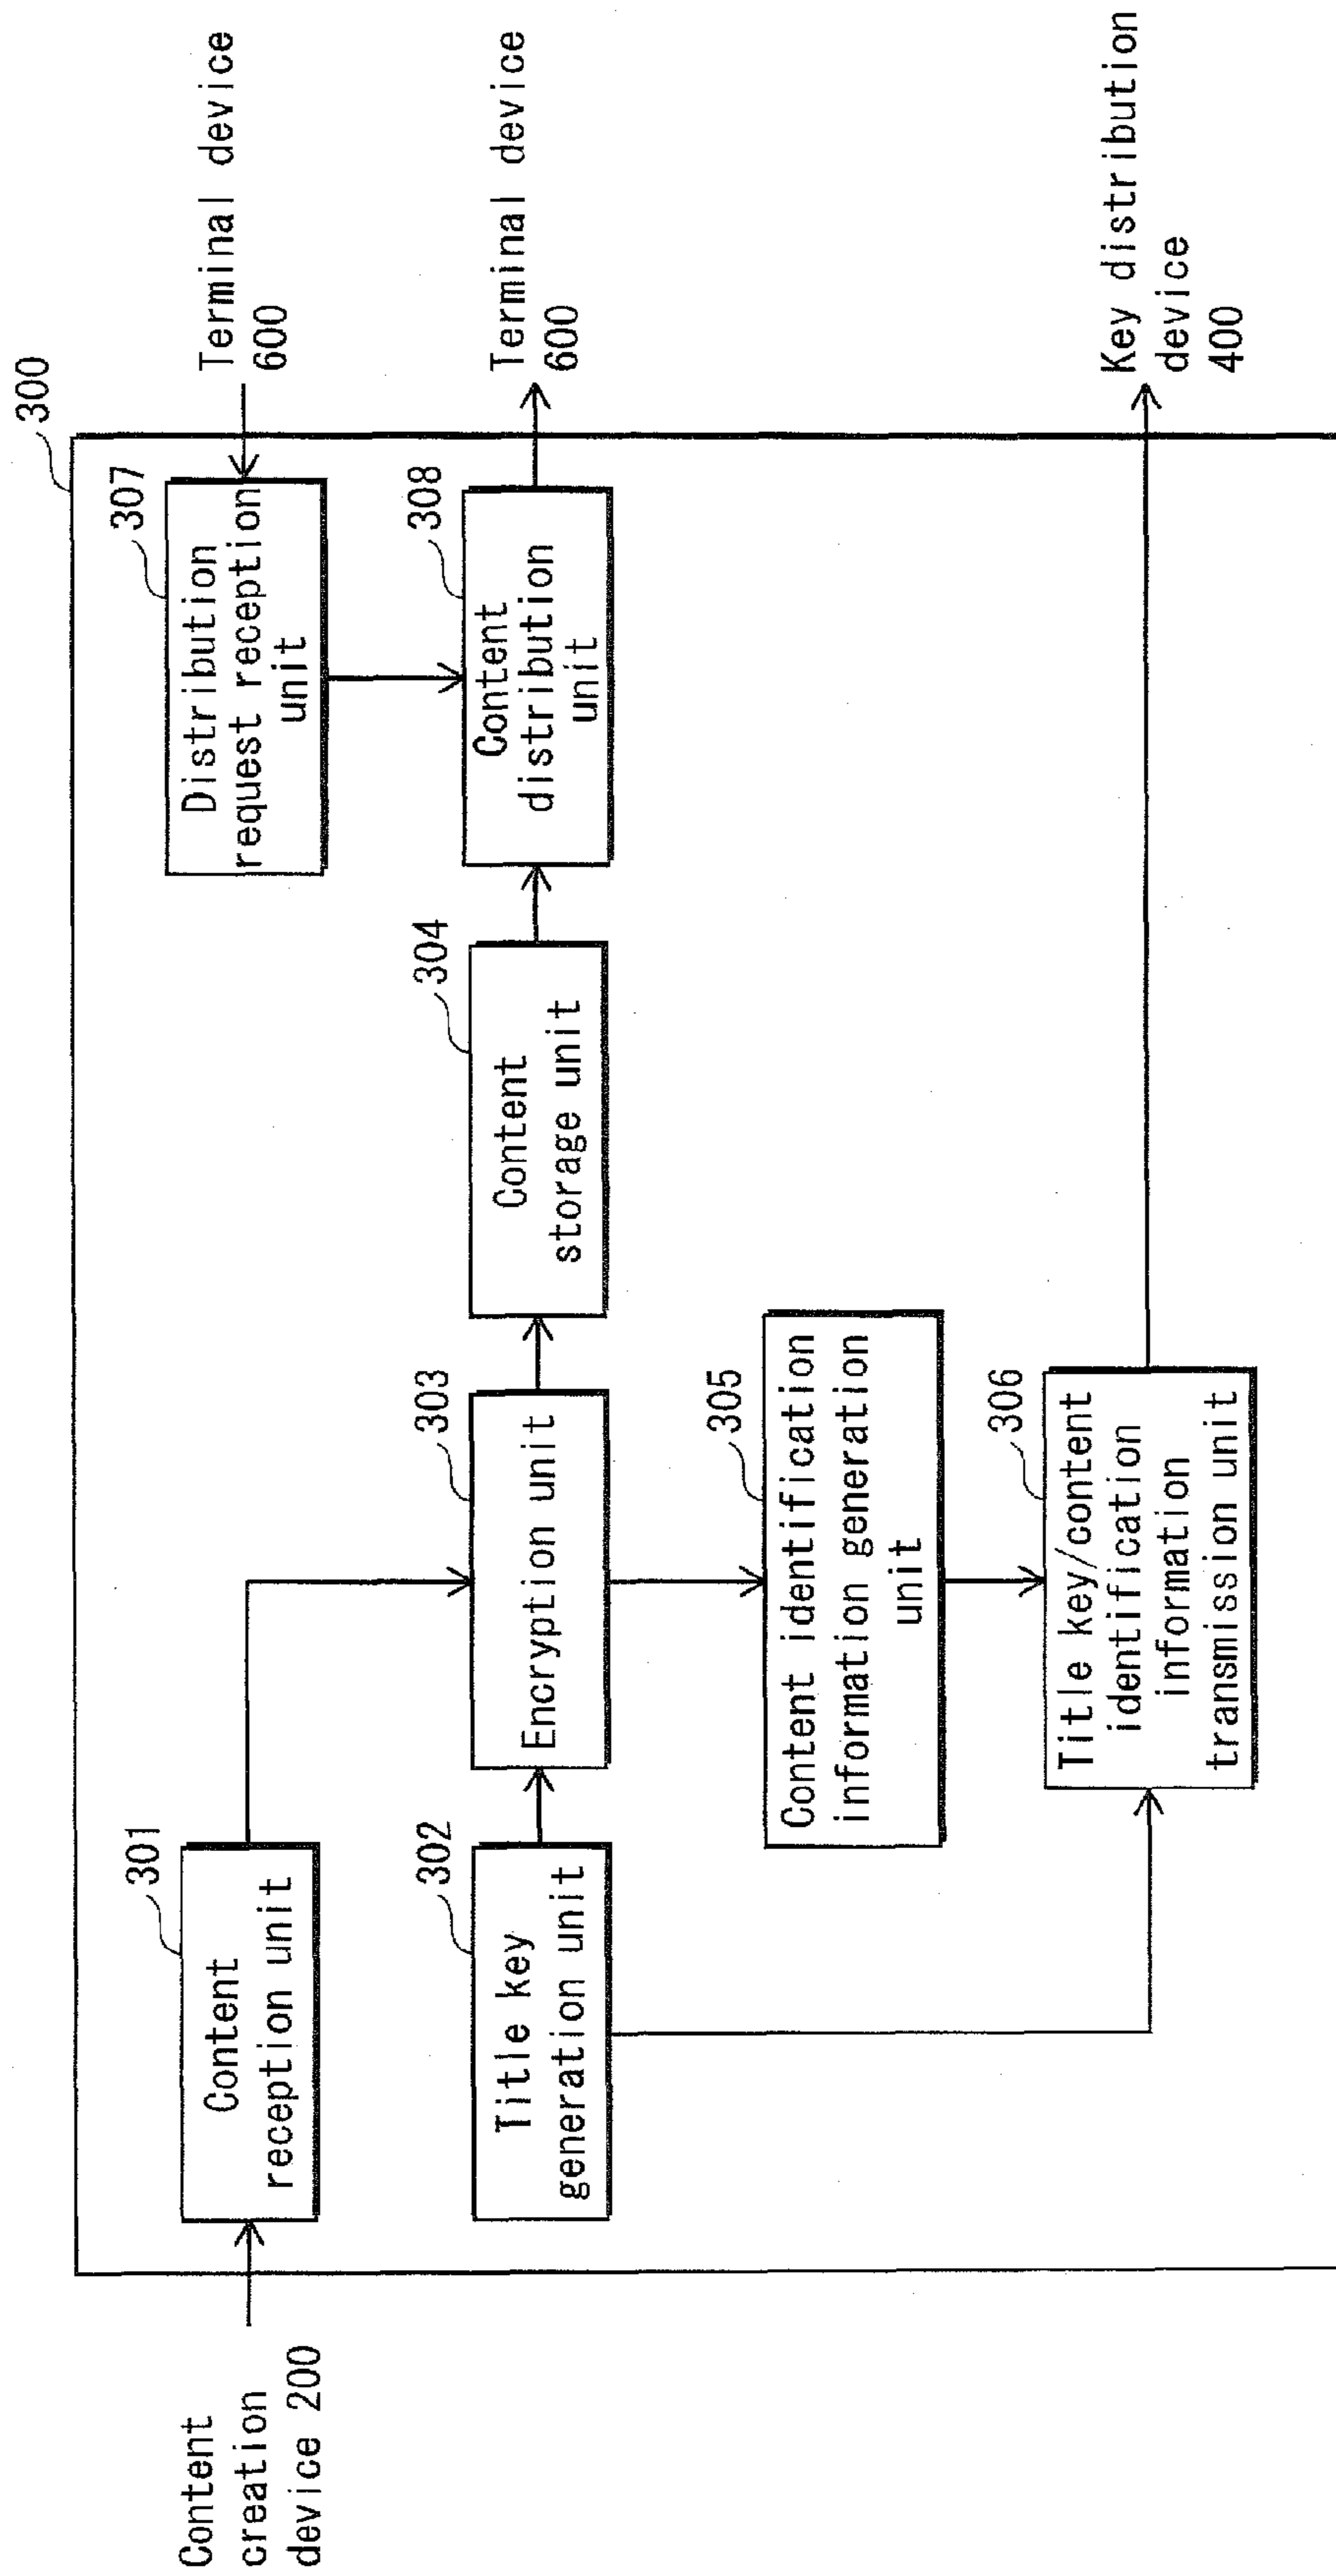 300
Content
creation
device 200
301
Content
reception unit
307
Distribution
request reception
unit
Terminal device
600
302
Title key
generation unit
303
Encryption unit
304
Content
storage unit
308
Content
distribution
unit
Terminal device
600
305
Content identification
information generation
unit
306
Title key/content
identification
information
transmission unit
Key distribution
device
400